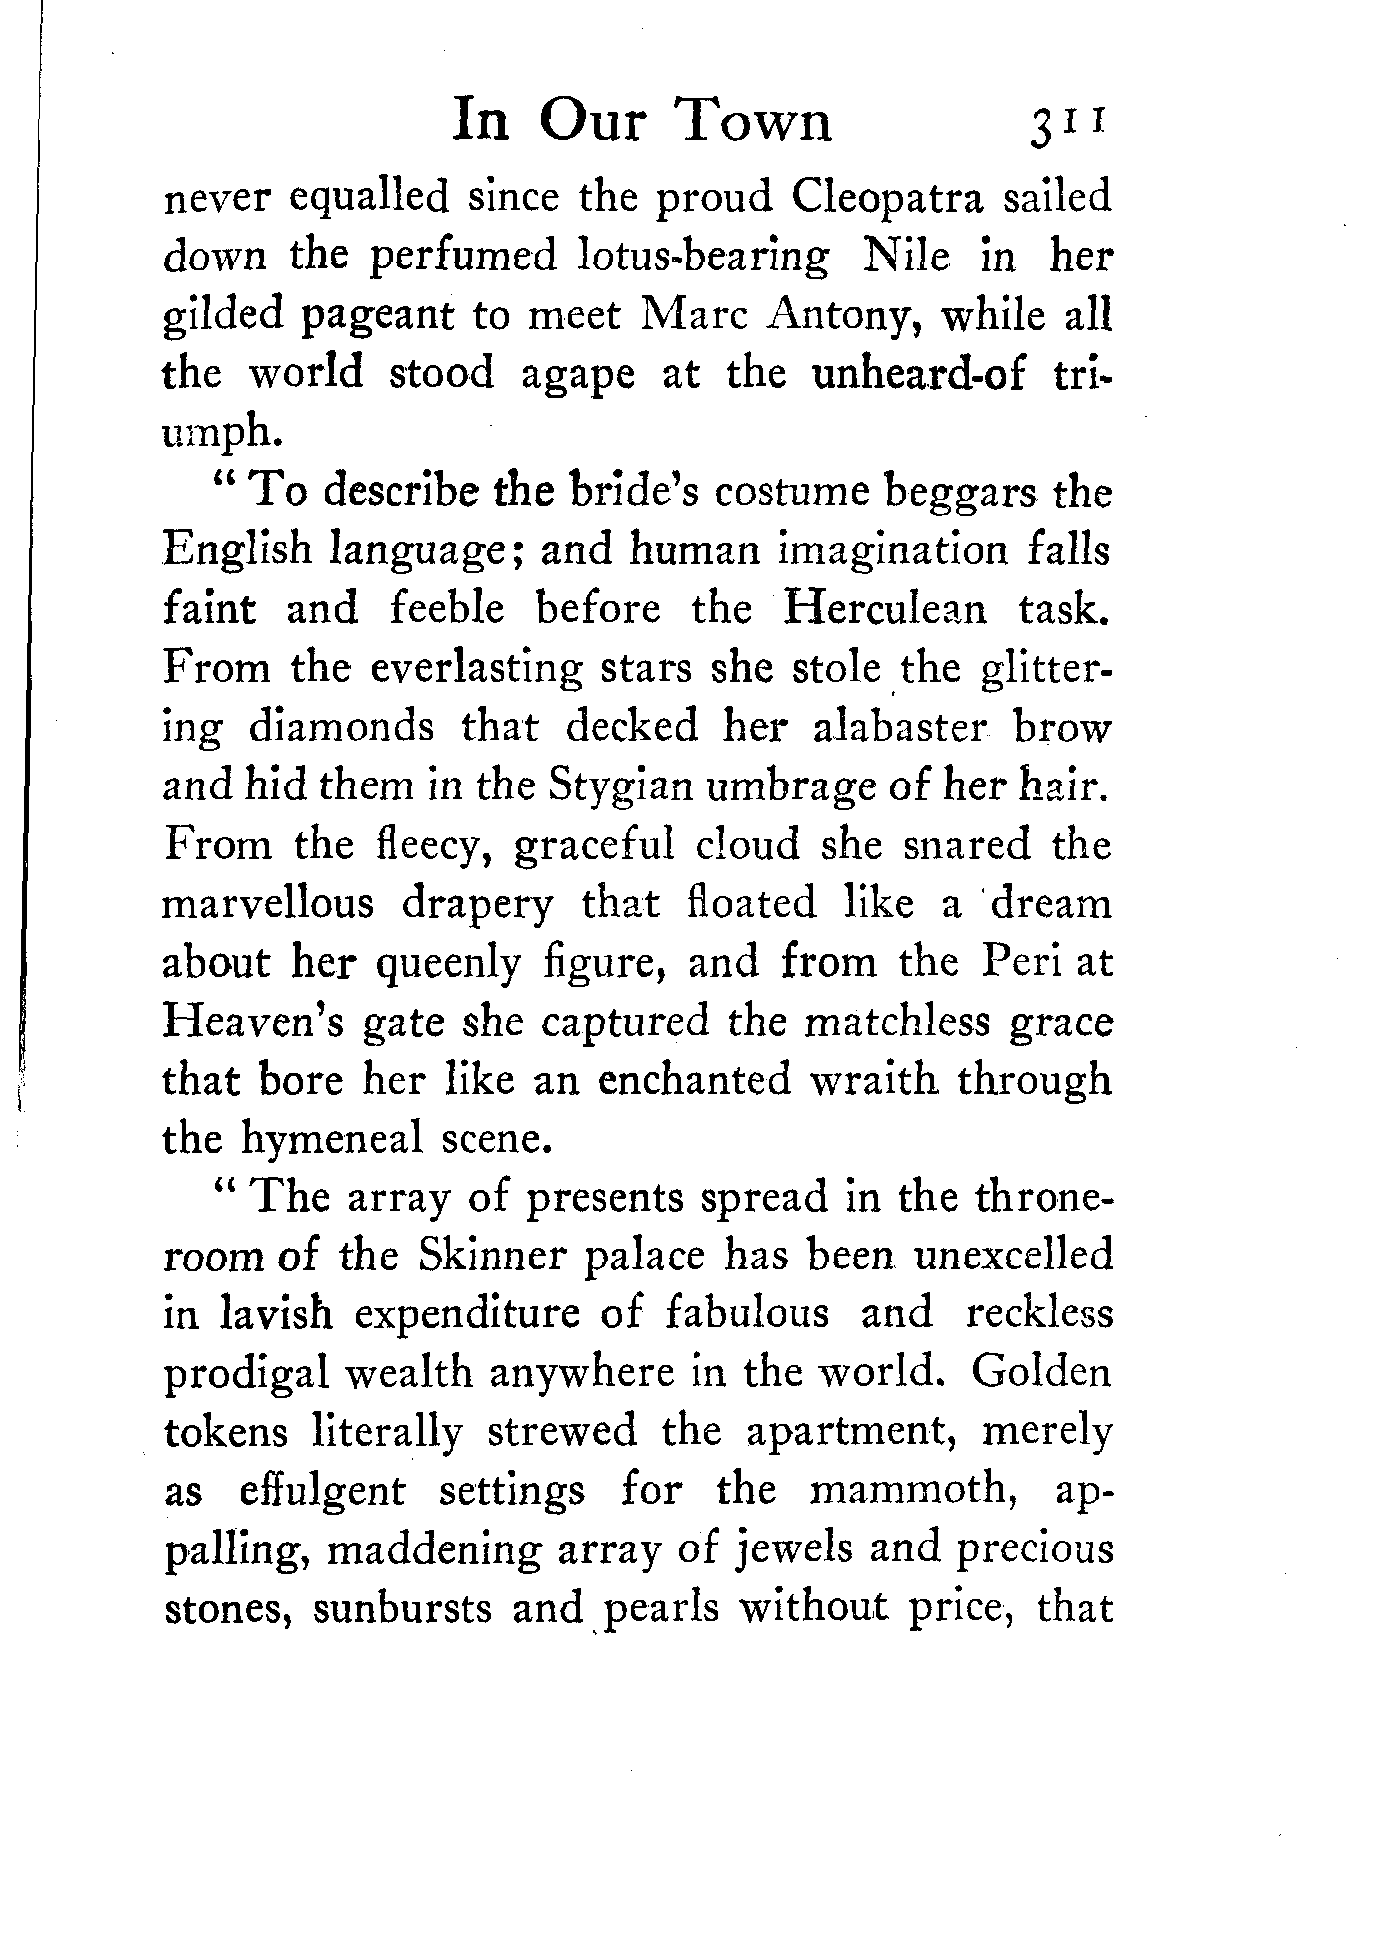 In Our Town 311
never equalled since the proud Cleopatra sailed
down the perfumed lotus-bearing Nile in her
gilded pageant to meet Marc Antony, while all
the world stood agape at the unheard-of tri-
umph.
“ To describe the bride’s costume beggars the
English language; and human imagination falls
faint and feeble before the Herculean task.
From the everlasting stars she stole the glitter-
ing diamonds that decked her alabaster brow
and hid them in the Stygian umbrage of her hair.
From the fleecy, graceful cloud she snared the
marvellous drapery that floated like a dream
about her queenly figure, and from the Peri at
Heaven’s gate she captured the matchless grace
that bore her like an enchanted wraith through
the hymeneal scene.
“ The array of presents spread in the throne-
room of the Skinner palace has been unexcelled
in lavish expenditure of fabulous and reckless
prodigal wealth anywhere in the world. Golden
tokens literally strewed the apartment, merely
as effulgent settings for the mammoth, ap-
palling, maddening array of jewels and precious
stones, sunbursts and pearls without price, that